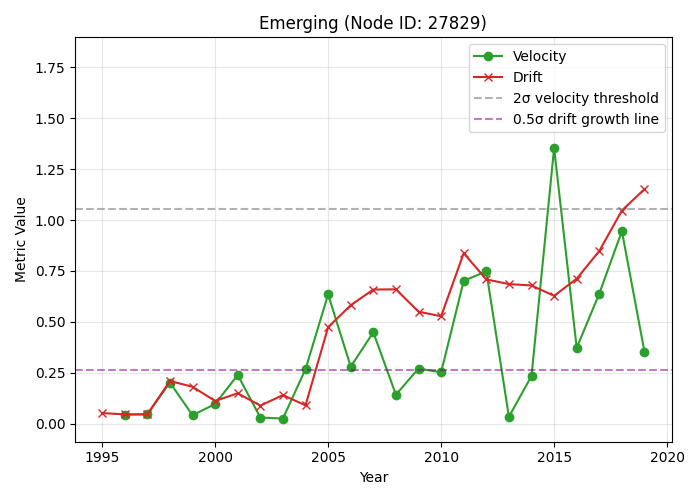 Emerging (Node ID: 27829)
Velocity
Drift
2σ velocity threshold
0.5σ drift growth line
Metric Value
1.75
1.50
1.25
1.00
0.75
0.50
0.25
0.00
1995 2000 2005 2010 2015 2020
Year